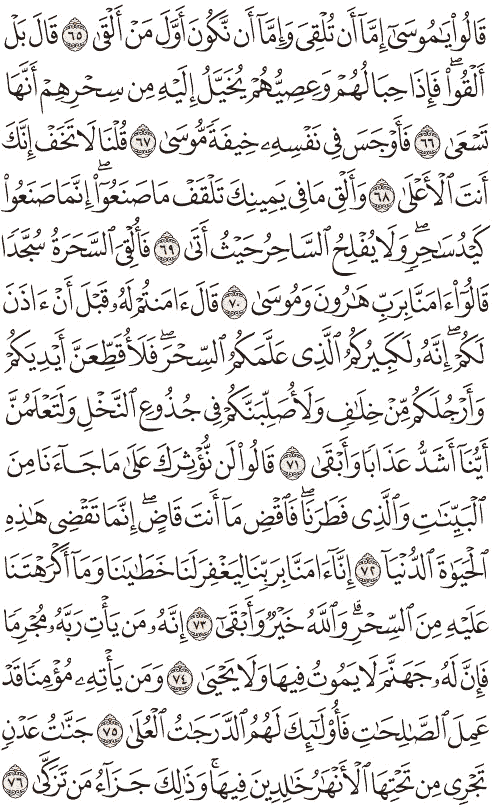 قَالُواْ يَٰمُوسَىٰٓ إِمَّآ أَن تُلْقِىَ وَإِمَّآ أَن نَّكُونَ أَوَّلَ مَنْ أَلْقَىٰ ٦٥ قَالَ بَلْ
أَلْقُواْۖ فَإِذَا حِبَالُهُمْ وَعِصِيُّهُمْ يُخَيَّلُ إِلَيْهِ مِن سِحْرِهِمْ أَنَّهَا
تَسْعَىٰ ٦٦ فَأَوْجَسَ فِى نَفْسِهِۦ خِيفَةً مُّوسَىٰ ٦٧ قُلْنَا لَا تَخَفْ إِنَّكَ
أَنتَ ٱلْأَعْلَىٰ ٦٨ وَأَلْقِ مَا فِى يَمِينِكَ تَلْقَفْ مَا صَنَعُوٓاْۖ إِنَّمَا صَنَعُواْ
كَيْدُ سَٰحِرٍۖ وَلَا يُفْلِحُ ٱلسَّاحِرُ حَيْثُ أَتَىٰ ٦٩ فَأُلْقِىَ ٱلسَّحَرَةُ سُجَّدًا
قَالُوٓاْ ءَامَنَّا بِرَبِّ هَٰرُونَ وَمُوسَىٰ ٧٠ قَالَ ءَامَنتُمْ لَهُۥ قَبْلَ أَنْ ءَاذَنَ
لَكُمْۖ إِنَّهُۥ لَكَبِيرُكُمُ ٱلَّذِى عَلَّمَكُمُ ٱلسِّحْرَۖ فَلَأُقَطِّعَنَّ أَيْدِيَكُمْ
وَأَرْجُلَكُم مِّنْ خِلَٰفٍ وَلَأُصَلِّبَنَّكُمْ فِى جُذُوعِ ٱلنَّخْلِ وَلَتَعْلَمُنَّ
أَيُّنَآ أَشَدُّ عَذَابًا وَأَبْقَىٰ ٧١ قَالُواْ لَن نُّؤْثِرَكَ عَلَىٰ مَا جَآءَنَا مِنَ
ٱلْبَيِّنَٰتِ وَٱلَّذِى فَطَرَنَاۖ فَٱقْضِ مَآ أَنتَ قَاضٍۖ إِنَّمَا تَقْضِى هَٰذِهِ
ٱلْحَيَوٰةَ ٱلدُّنْيَآ ٧٢ إِنَّآ ءَامَنَّا بِرَبِّنَا لِيَغْفِرَ لَنَا خَطَٰيَٰنَا وَمَآ أَكْرَهْتَنَا
عَلَيْهِ مِنَ ٱلسِّحْرِۗ وَٱللَّهُ خَيْرٌ وَأَبْقَىٰٓ ٧٣ إِنَّهُۥ مَن يَأْتِ رَبَّهُۥ مُجْرِمًا
فَإِنَّ لَهُۥ جَهَنَّمَ لَا يَمُوتُ فِيهَا وَلَا يَحْيَىٰ ٧٤ وَمَن يَأْتِهِۦ مُؤْمِنًا قَدْ
عَمِلَ ٱلصَّٰلِحَٰتِ فَأُوْلَٰٓئِكَ لَهُمُ ٱلدَّرَجَٰتُ ٱلْعُلَىٰ ٧٥ جَنَّٰتُ عَدْنٍ
تَجْرِى مِن تَحْتِهَا ٱلْأَنْهَٰرُ خَٰلِدِينَ فِيهَاۚ وَذَٰلِكَ جَزَآءُ مَن تَزَكَّىٰ ٧٦